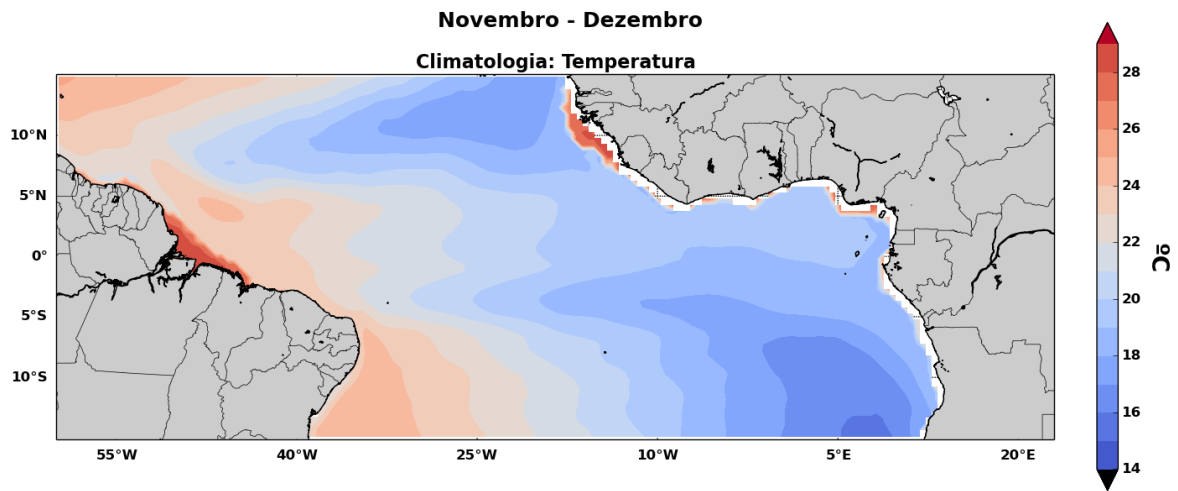 Novembro - Dezembro
Climatologia: Temperatura
10°N
5°N
0°
5°S
10°S
55°W
40°W
25°W
10°W
5°E
20°E
28
26
24
22
20
18
16
14
ºC